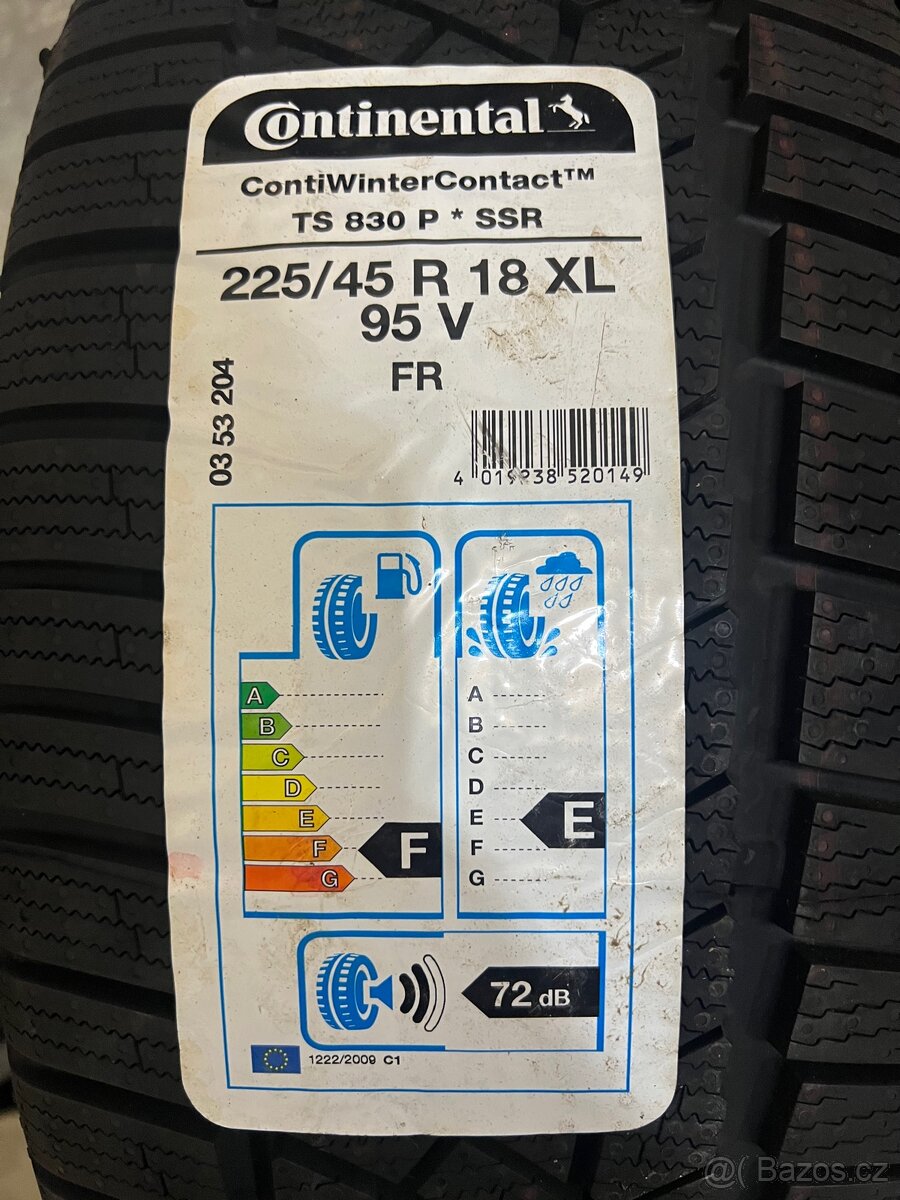 Continental
ContiWinterContact™
TS 830 P * SSR
225/45 R 18 XL
95 V
FR
03 53 204
4 019238 520149
A
B
C
D
E
F
G
F
A
B
C
D
E
F
G
E
72 dB
1222/2009 C1
@( Bazos.cz